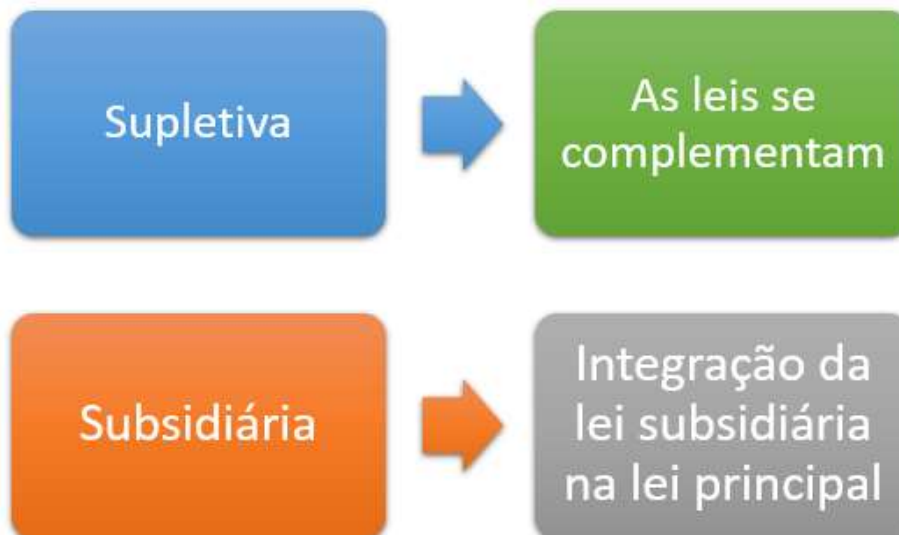 Supletiva
As leis se
complementam
Subsidiária
Integração da
lei subsidiária
na lei principal